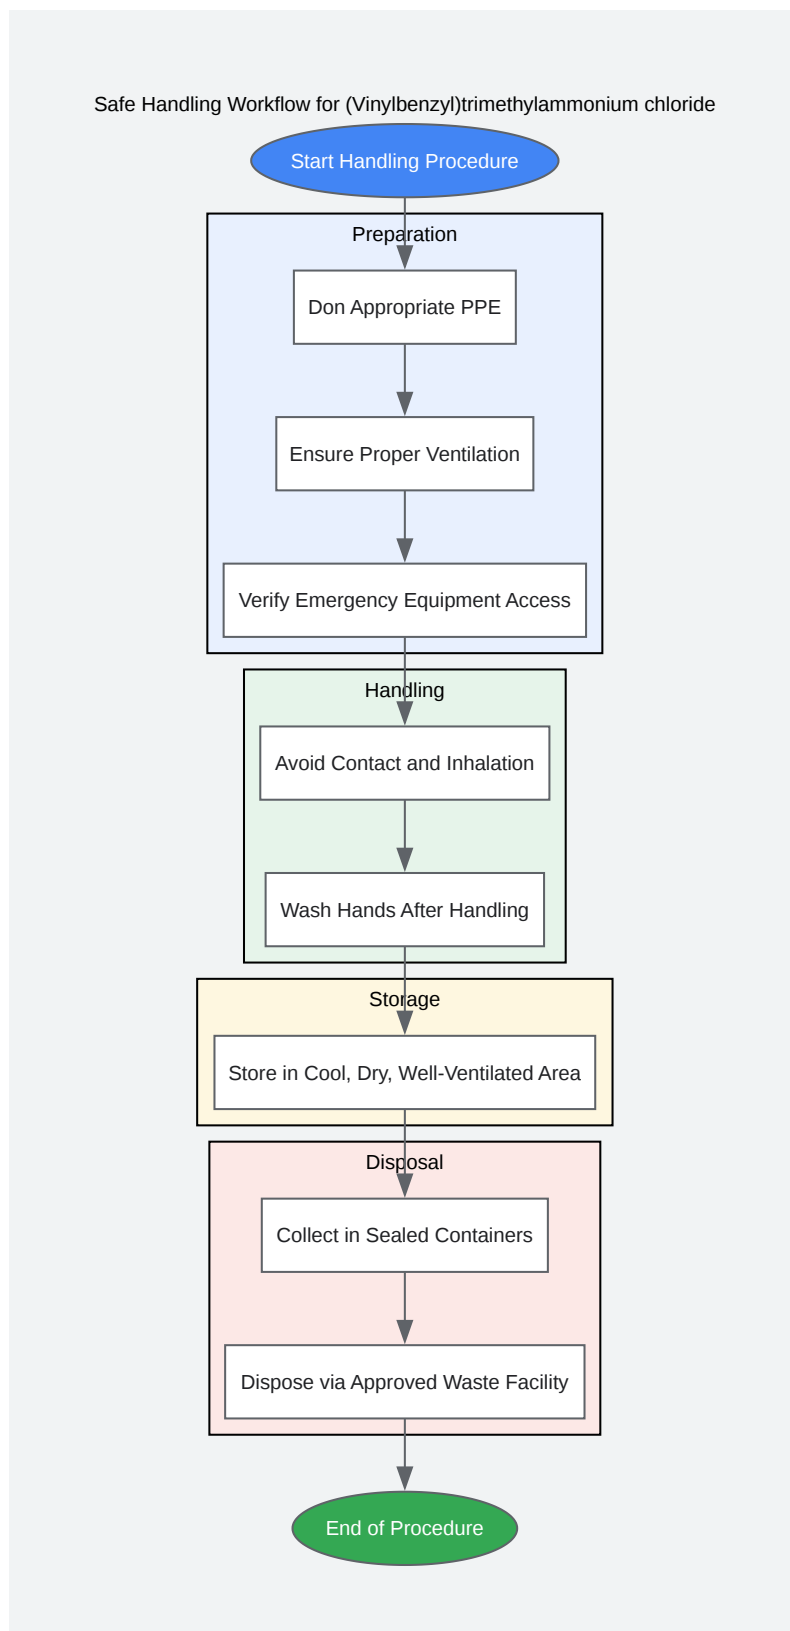 Safe Handling Workflow for (Vinylbenzyl)trimethylammonium chloride
Start Handling Procedure
Preparation
Don Appropriate PPE
Ensure Proper Ventilation
Verify Emergency Equipment Access
Handling
Avoid Contact and Inhalation
Wash Hands After Handling
Storage
Store in Cool, Dry, Well-Ventilated Area
Disposal
Collect in Sealed Containers
Dispose via Approved Waste Facility
End of Procedure